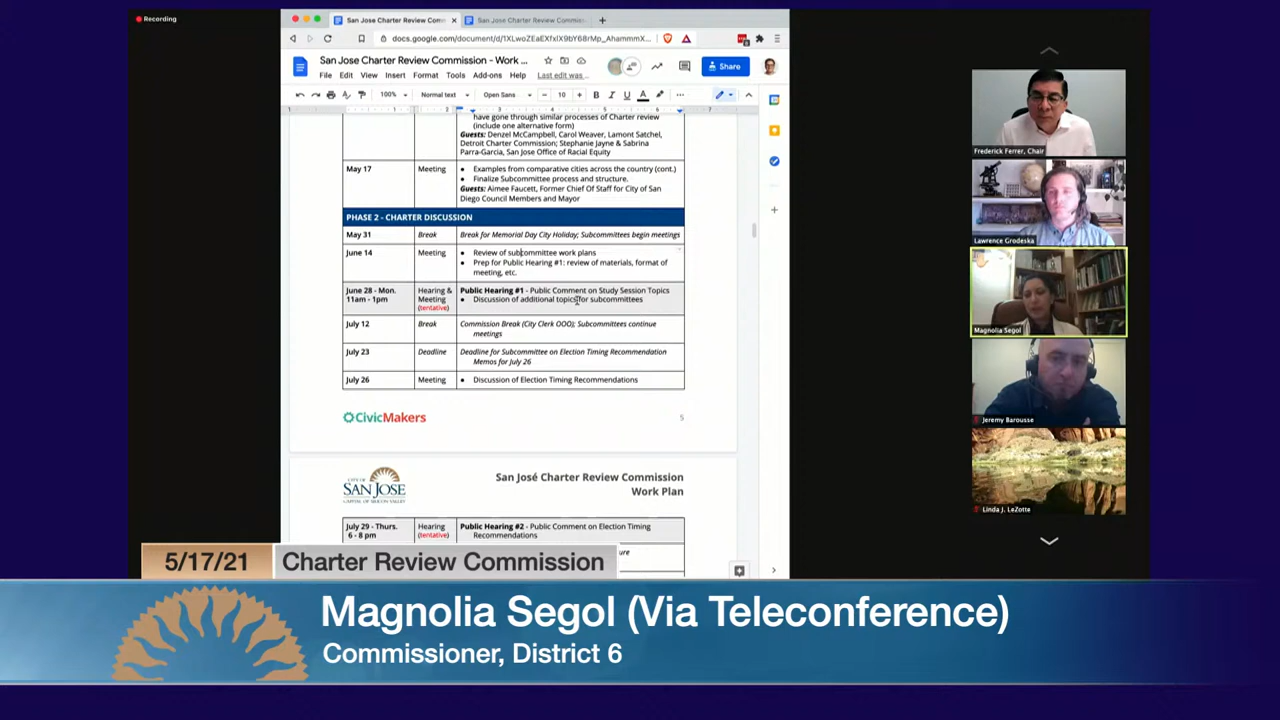 Recording
San Jose Charter Review Com
San Jose Charter Review Commiss
docs.google.com/document/d/1XLwoZEaEXfxlX9bY68rMp_AhammmX...
San Jose Charter Review Commission - Work ...
File Edit View Insert Format Tools Add-ons Help Last edit was ...
Share
100% Normal text Open Sans 10 B I U A
have gone through similar processes of Charter review
(include one alternative form)
Guests: Denzel McCampbell, Carol Weaver, Lamont Satchel,
Detroit Charter Commission; Stephanie Jayne & Sabrina
Parra-Garcia, San Jose Office of Racial Equity
May 17 Meeting • Examples from comparative cities across the country (cont.)
• Finalize Subcommittee process and structure.
Guests: Aimee Faucett, Former Chief Of Staff for City of San
Diego Council Members and Mayor
PHASE 2 - CHARTER DISCUSSION
May 31 Break Break for Memorial Day City Holiday; Subcommittees begin meetings
June 14 Meeting • Review of subcommittee work plans
• Prep for Public Hearing #1: review of materials, format of
meeting, etc.
June 28 - Mon. Hearing & Public Hearing #1 - Public Comment on Study Session Topics
11am - 1pm Meeting • Discussion of additional topics for subcommittees
(tentative)
July 12 Break Commission Break (City Clerk OOO); Subcommittees continue
meetings
July 23 Deadline Deadline for Subcommittee on Election Timing Recommendation
Memos for July 26
July 26 Meeting • Discussion of Election Timing Recommendations
CivicMakers 5
CITY OF
SAN JOSE
CAPITAL OF SILICON VALLEY
San José Charter Review Commission
Work Plan
July 29 - Thurs. Hearing Public Hearing #2 - Public Comment on Election Timing
6 - 8 pm (tentative) Recommendations
ure
Frederick Ferrer, Chair
Lawrence Grodeska
Magnolia Segol
Jeremy Barousse
Linda J. LeZotte
5/17/21 Charter Review Commission
Magnolia Segol (Via Teleconference)
Commissioner, District 6